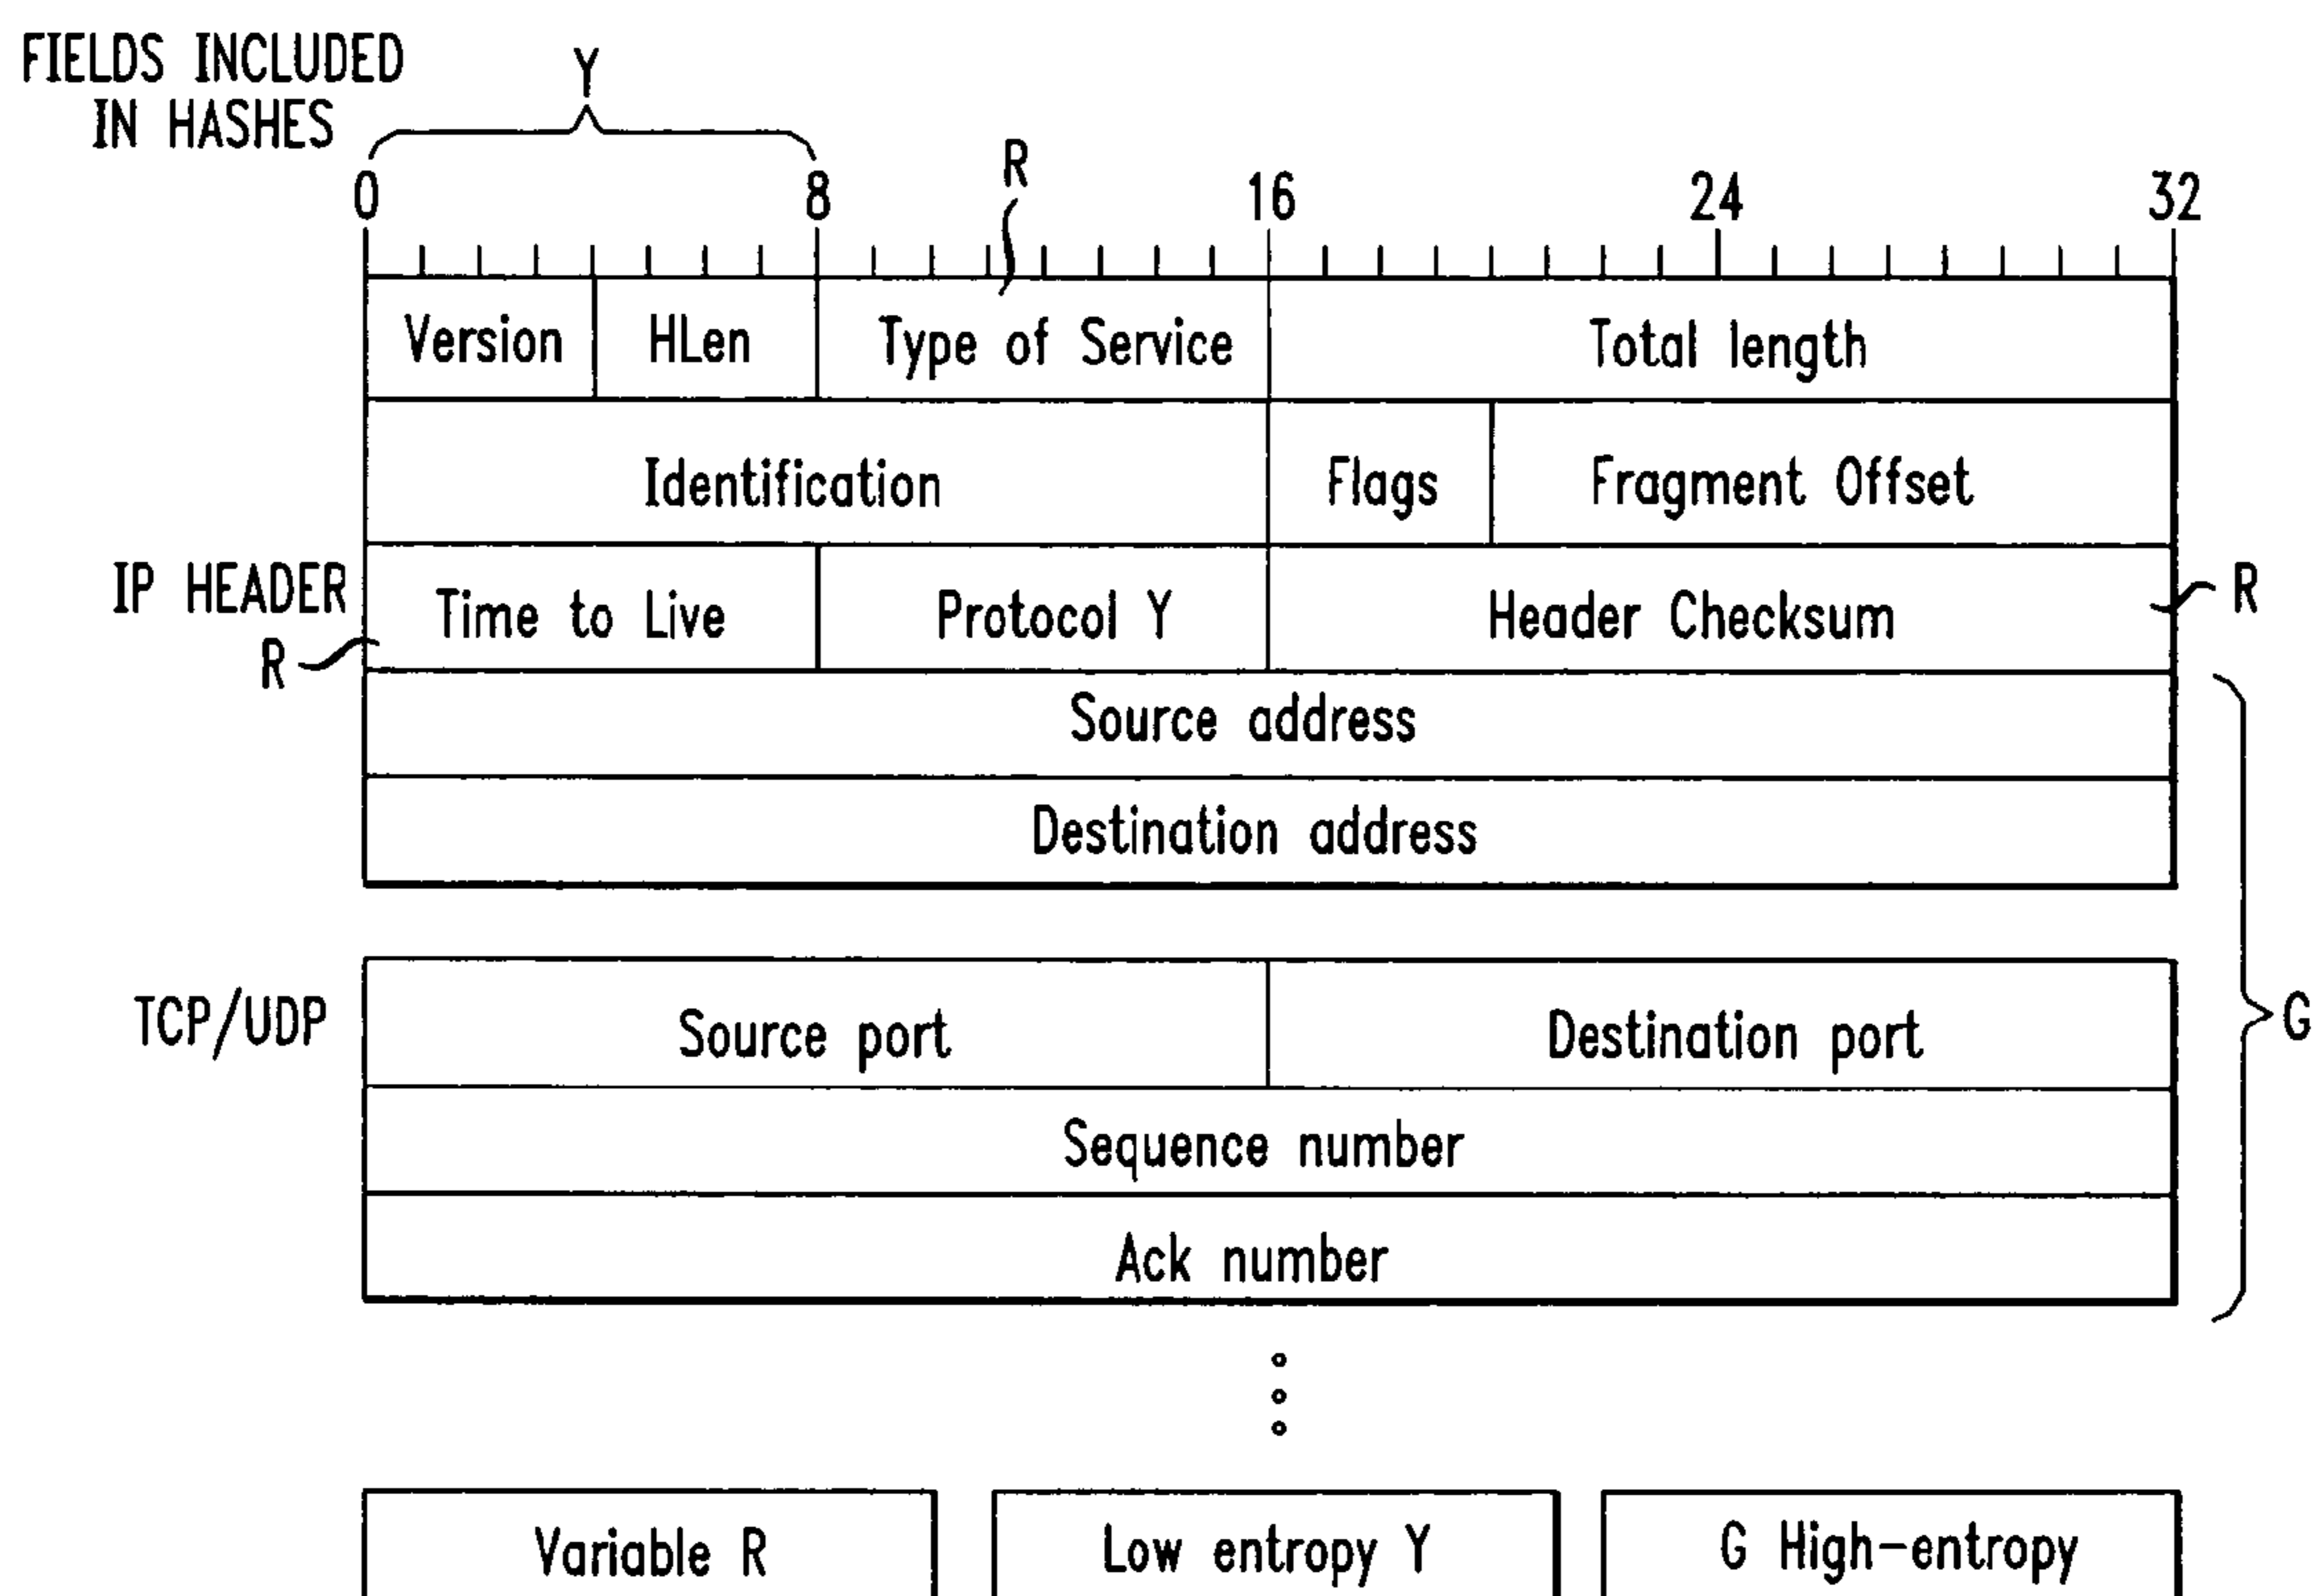 FIELDS INCLUDED
IN HASHES
Y
R
0 8 16 24 32
Version HLen Type of Service Total length
Identification Flags Fragment Offset
IP HEADER
Time to Live Protocol Y Header Checksum
R
R
Source address
Destination address
TCP/UDP
Source port Destination port
G
Sequence number
Ack number
Variable R Low entropy Y G High-entropy